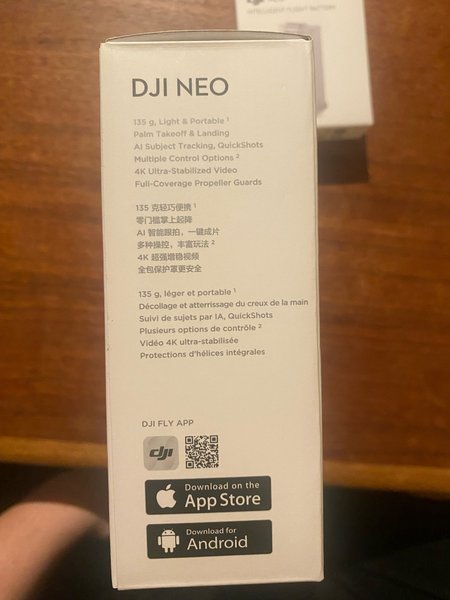 INTELLIGENT FLIGHT BATTERY
DJI NEO
135 g, Light & Portable ¹
Palm Takeoff & Landing
AI Subject Tracking, QuickShots
Multiple Control Options ²
4K Ultra-Stabilized Video
Full-Coverage Propeller Guards
135 克轻巧便携 ¹
零门槛掌上起降
AI 智能跟拍，一键成片
多种操控，丰富玩法 ²
4K 超强增稳视频
全包保护罩更安全
135 g, léger et portable ¹
Décollage et atterrissage du creux de la main
Suivi de sujets par IA, QuickShots
Plusieurs options de contrôle ²
Vidéo 4K ultra-stabilisée
Protections d'hélices intégrales
DJI FLY APP
dji
Download on the
App Store
Download for
Android